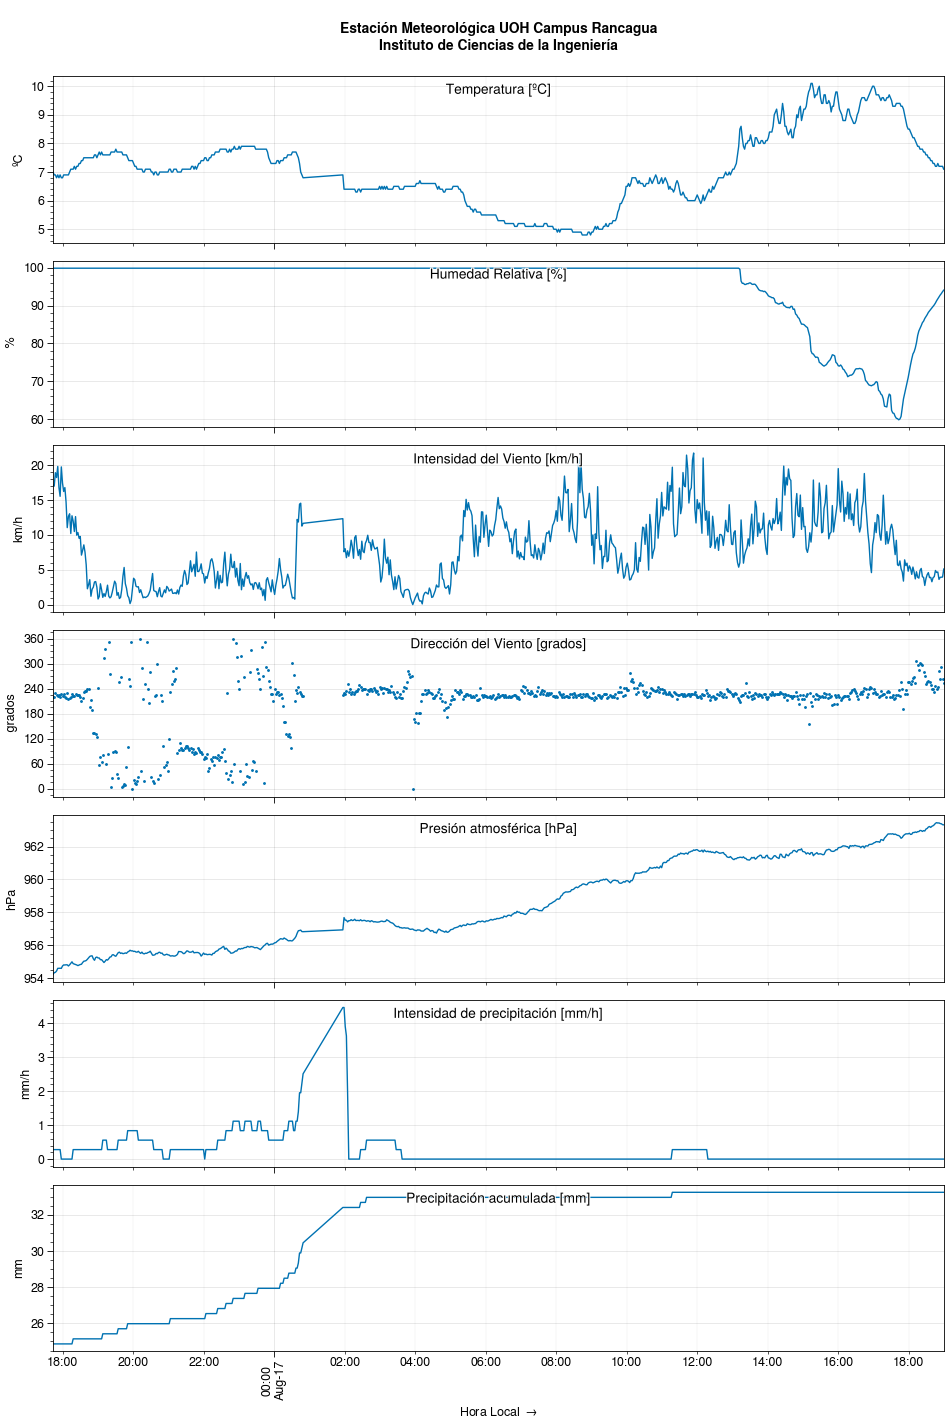 Estación Meteorológica UOH Campus Rancagua
Instituto de Ciencias de la Ingeniería
Temperatura [ºC]
ºC
10
9
8
7
6
5
Humedad Relativa [%]
%
100
90
80
70
60
Intensidad del Viento [km/h]
km/h
20
15
10
5
0
Dirección del Viento [grados]
grados
360
300
240
180
120
60
0
Presión atmosférica [hPa]
hPa
962
960
958
956
954
Intensidad de precipitación [mm/h]
mm/h
4
3
2
1
0
Precipitación acumulada [mm]
mm
32
30
28
26
18:00 20:00 22:00 00:00 02:00 04:00 06:00 08:00 10:00 12:00 14:00 16:00 18:00
Aug-17
Hora Local →